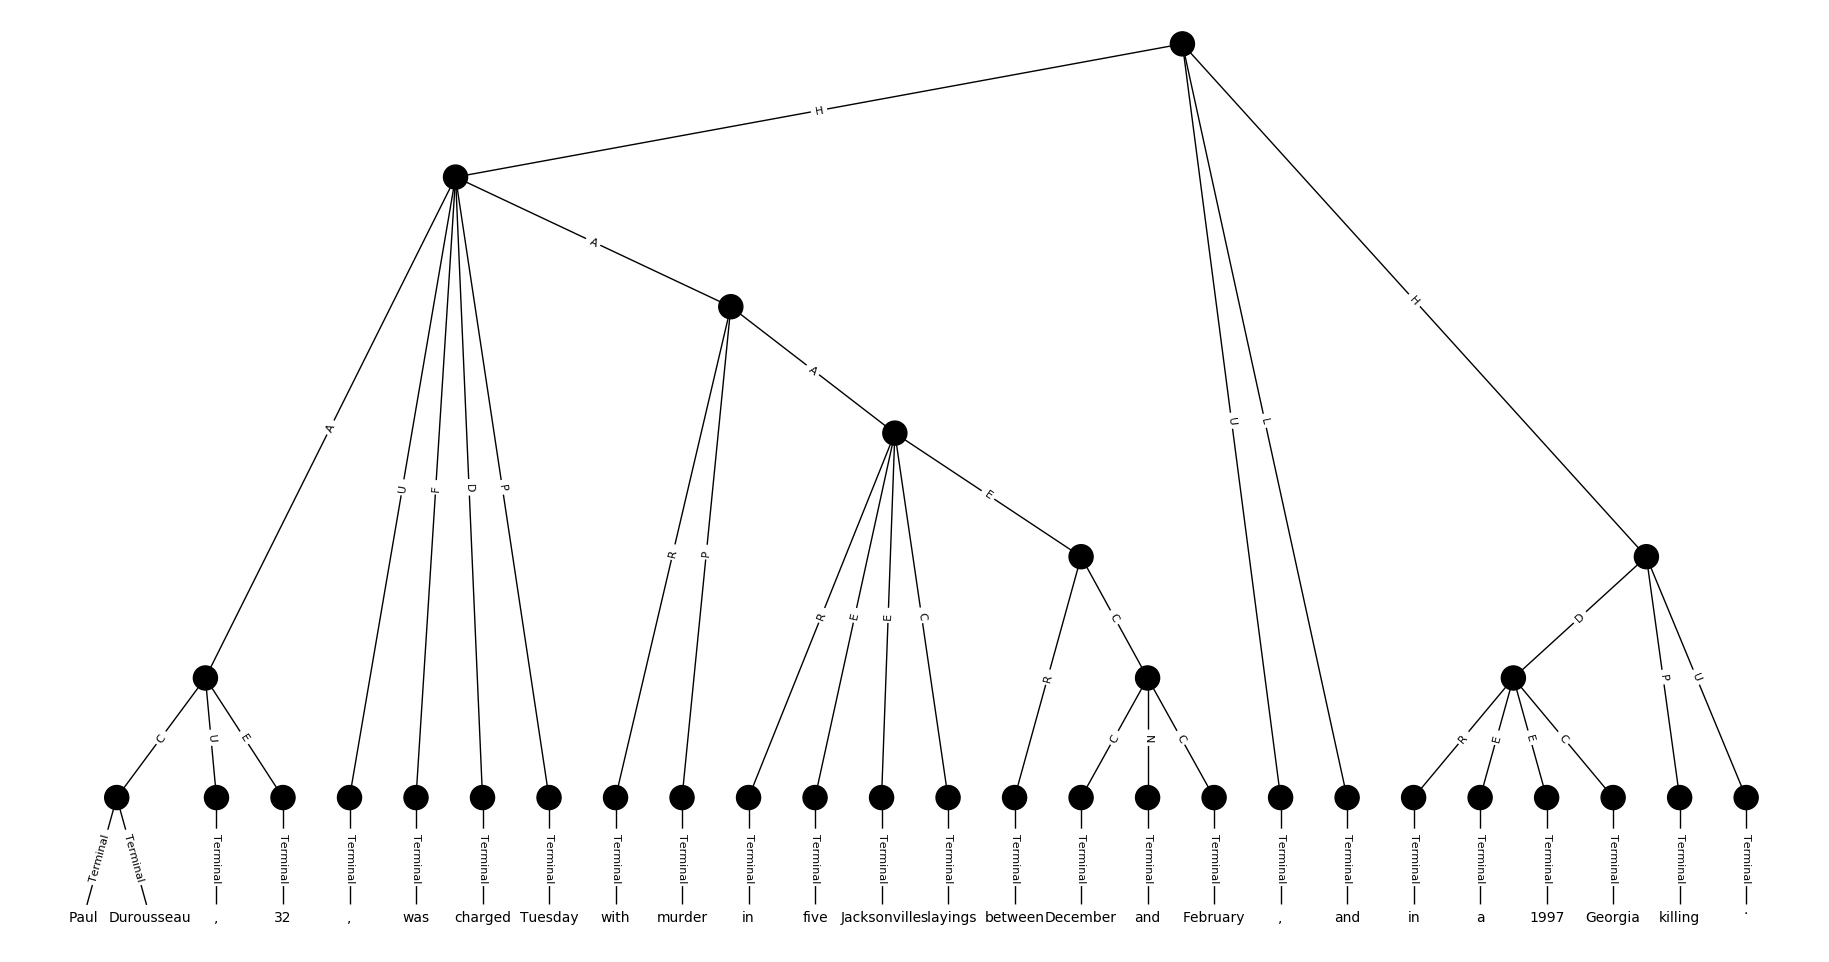 H
A
A
H
A
U
F
D
P
U
L
E
R
P
R
E
E
C
C
D
R
P
U
C
U
E
C
N
C
R
E
E
C
Terminal Terminal Terminal Terminal Terminal Terminal Terminal Terminal Terminal Terminal Terminal Terminal Terminal Terminal Terminal Terminal Terminal Terminal Terminal Terminal Terminal Terminal Terminal Terminal Terminal Terminal
Paul Durousseau , 32 , was charged Tuesday with murder in five Jacksonville slayings between December and February , and in a 1997 Georgia killing .